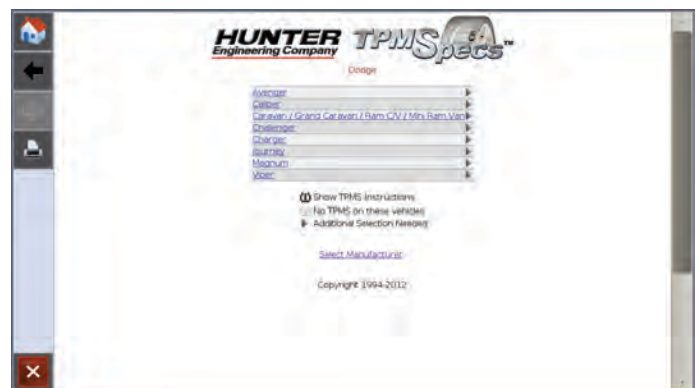 HUNTER
Engineering Company
TPMSpecs™
Dodge
Avenger
Caliber
Caravan / Grand Caravan / Ram C/V / Mini Ram Van
Challenger
Charger
Journey
Magnum
Viper
Show TPMS Instructions
No TPMS on these vehicles
Additional Selection Needed
Select Manufacturer
Copyright 1994-2012